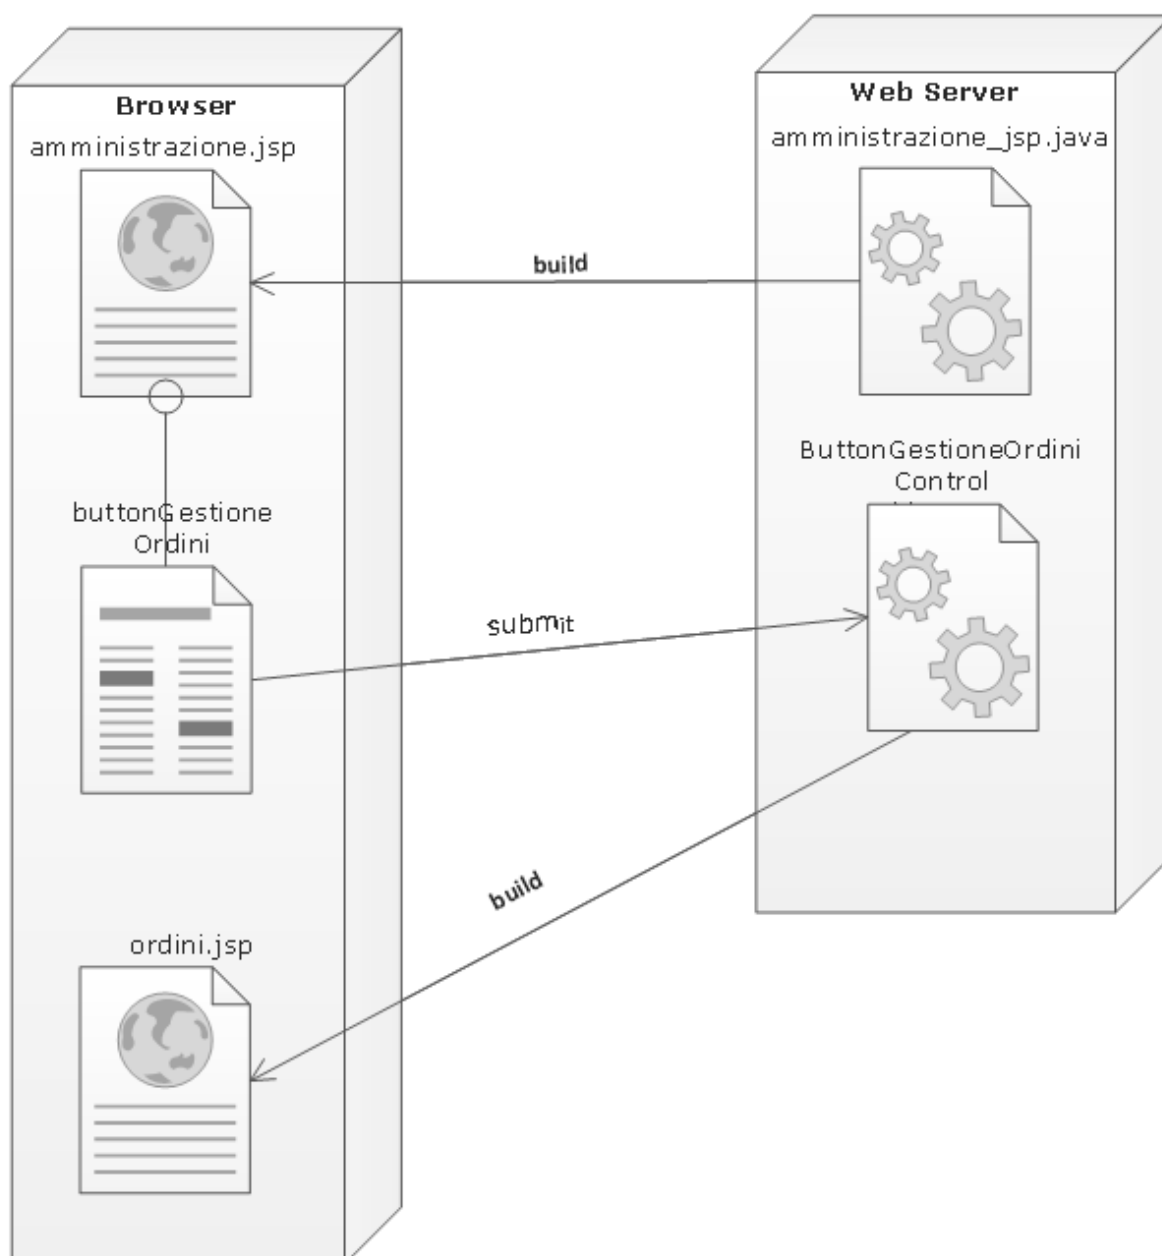 Browser
amministrazione.jsp
build
buttonGestione
Ordini
submit
build
ordini.jsp
Web Server
amministrazione_jsp.java
ButtonGestioneOrdini
Control